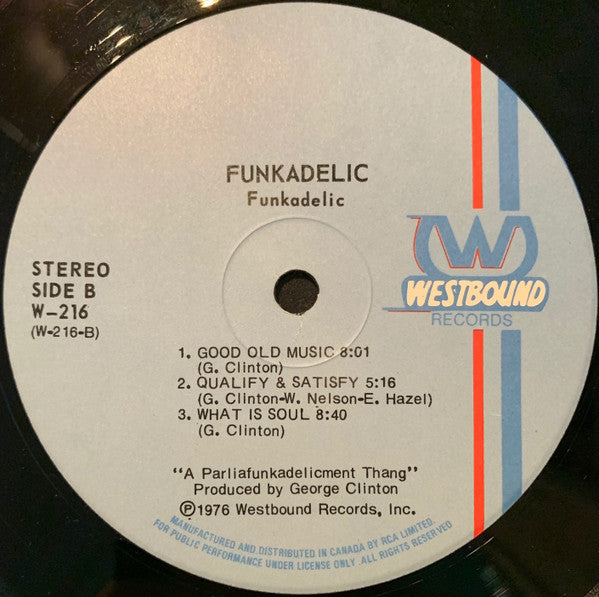 FUNKADELIC
Funkadelic
STEREO
SIDE B
W-216
(W-216-B)
W
WESTBOUND
RECORDS
1. GOOD OLD MUSIC 8:01
(G. Clinton)
2. QUALIFY & SATISFY 5:16
(G. Clinton-W. Nelson-E. Hazel)
3. WHAT IS SOUL 8:40
(G. Clinton)
"A Parliafunkadelicment Thang"
Produced by George Clinton
Ⓟ1976 Westbound Records, Inc.
MANUFACTURED AND DISTRIBUTED IN CANADA BY RCA LIMITED.
FOR PUBLIC PERFORMANCE UNDER LICENSE ONLY. ALL RIGHTS RESERVED